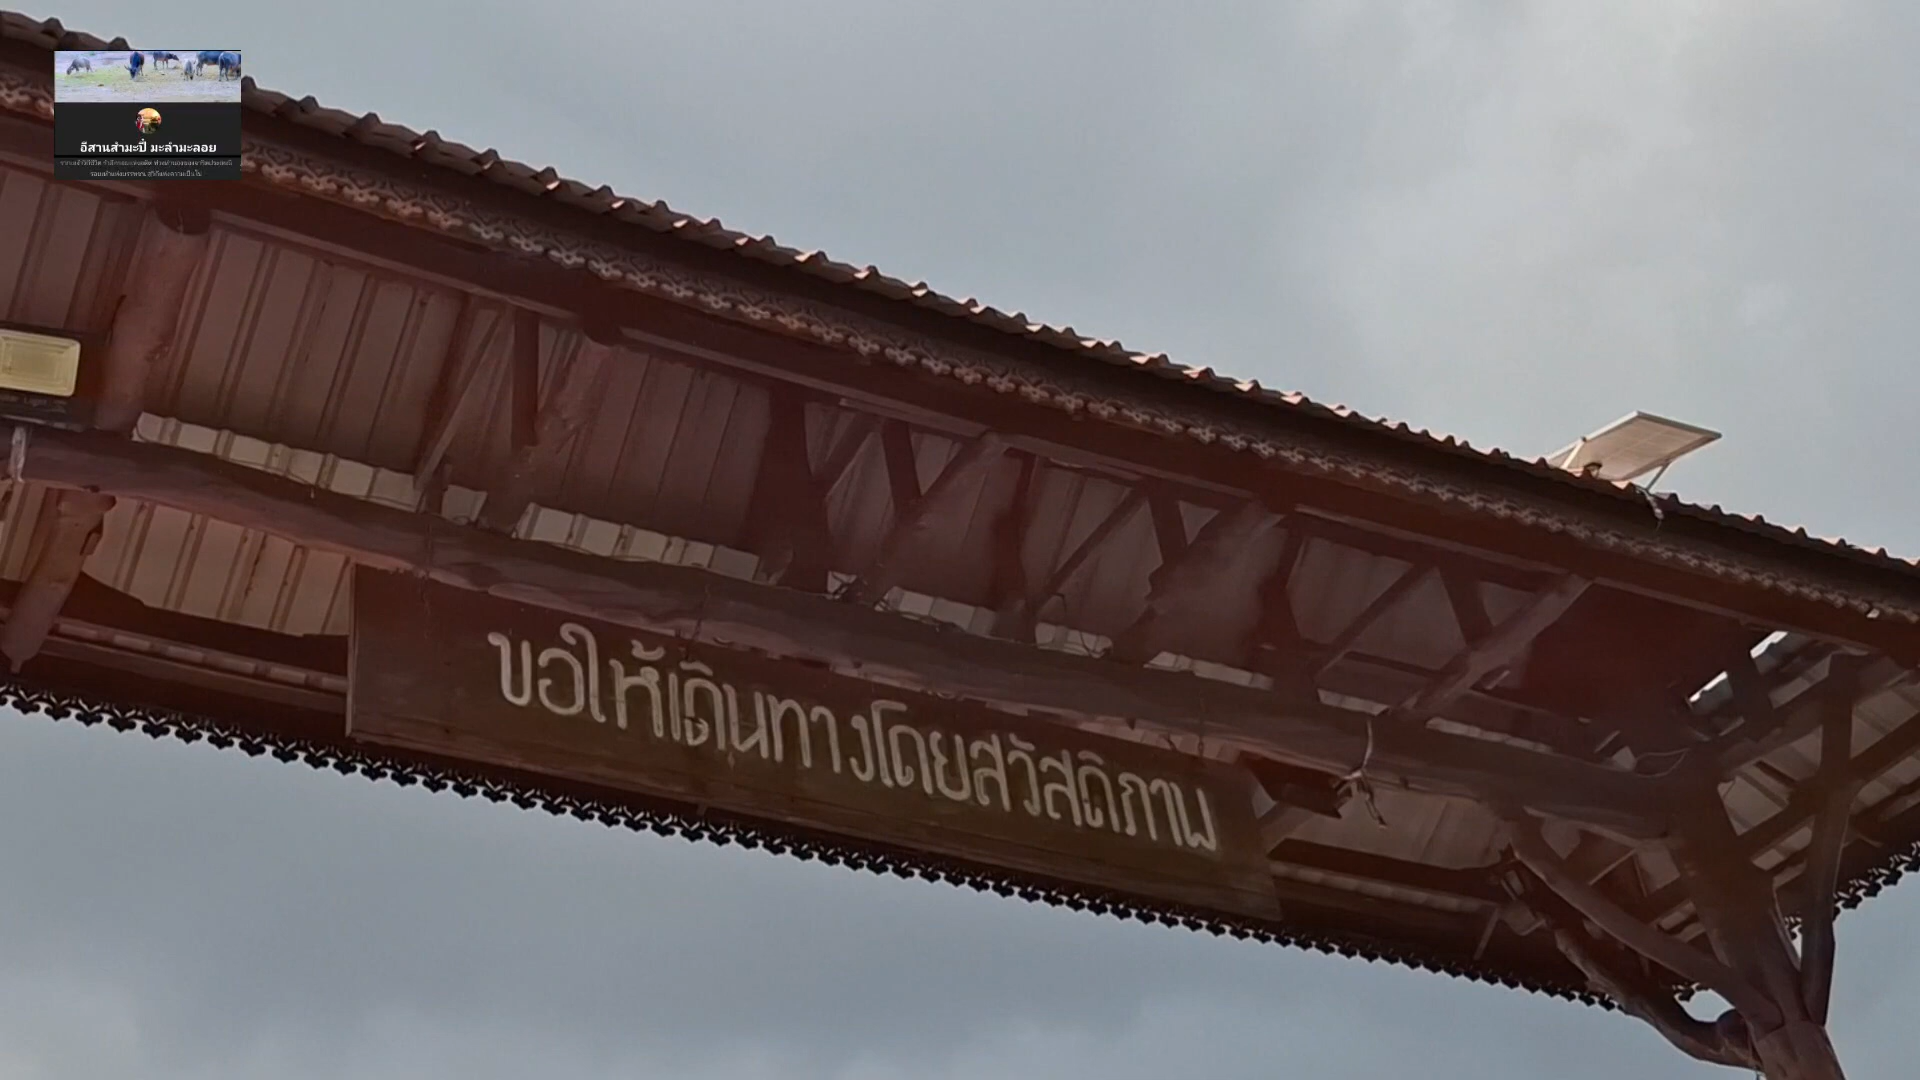 อีสานสำมะปี๋ มะลำมะลอย
ขอให้เดินทางโดยสวัสดิภาพ